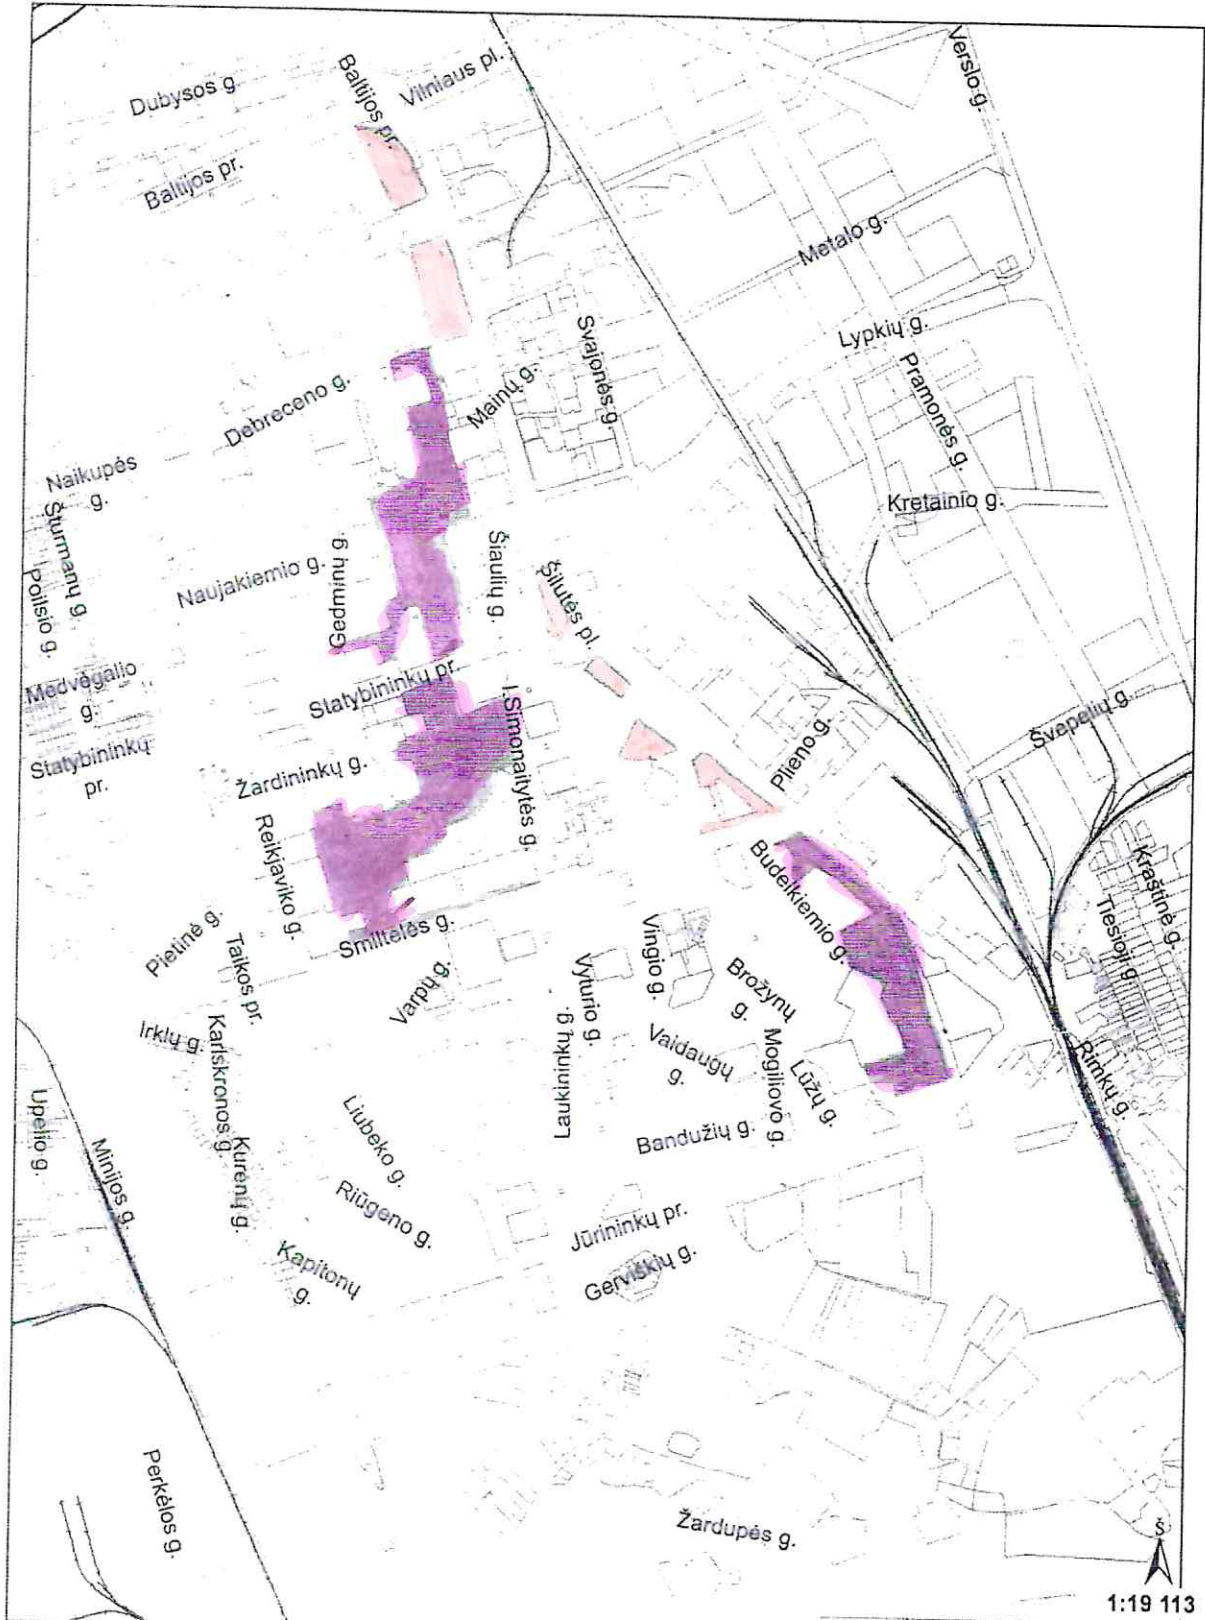 Dubysos g.
Baltijos pr.
Vilniaus pl.
Verslo g.
Baltijos pr.
Metalo g.
Lypkių g.
Svajonės g.
Mainų g.
Debreceno g.
Pramonės g.
Naikupės
g.
Kretainio g.
Šturmanų g.
Šiaulių g.
Gedminų g.
Naujakiemio g.
Šilutės pl.
Poilsio g.
Medvėgalio
g.
Statybininkų pr.
I. Simonaitytės g.
Švepelių g.
Plieno g.
Statybininkų
pr.
Žardininkų g.
Reikjaviko g.
Budelkiemio g.
Kraštinė g.
Tiesioji g.
Pietinė g.
Taikos pr.
Smiltelės g.
Vingio g.
Varpų g.
Vyturio g.
Brožynų
g.
Irklų g.
Karlskronos g.
Laukininkų g.
Vaidaugų
g.
Mogiliovo g.
Lūžų g.
Rimkų g.
Upelio g.
Minijos g.
Kurėnų g.
Liubeko g.
Bandužių g.
Riūgeno g.
Jūrininkų pr.
Kapitonų
g.
Gerviškių g.
Perkėlos g.
Žardupės g.
Š
1:19 113